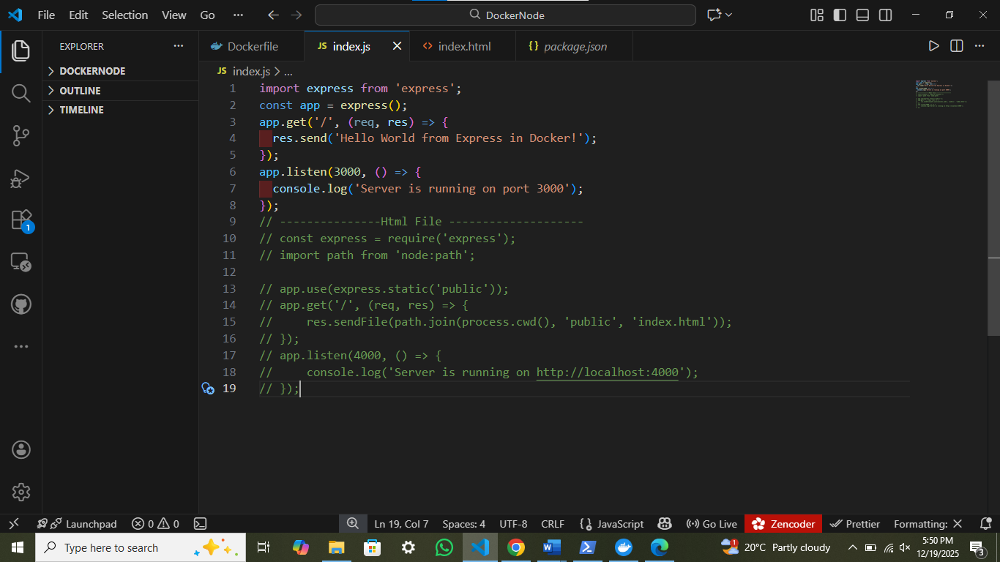 File Edit Selection View Go ··· DockerNode
EXPLORER ···
DOCKERNODE
OUTLINE
TIMELINE
1
Dockerfile JS index.js <> index.html {} package.json ···
JS index.js > ...
1 import express from 'express';
2 const app = express();
3 app.get('/', (req, res) => {
4 res.send('Hello World from Express in Docker!');
5 });
6 app.listen(3000, () => {
7 console.log('Server is running on port 3000');
8 });
9 // ---------------Html File --------------------
10 // const express = require('express');
11 // import path from 'node:path';
12
13 // app.use(express.static('public'));
14 // app.get('/', (req, res) => {
15 //     res.sendFile(path.join(process.cwd(), 'public', 'index.html'));
16 // });
17 // app.listen(4000, () => {
18 //     console.log('Server is running on http://localhost:4000');
19 // });
Launchpad 0 0 Ln 19, Col 7 Spaces: 4 UTF-8 CRLF {} JavaScript Go Live Zencoder Prettier Formatting: ×
Type here to search 1 20°C Partly cloudy 5:50 PM
12/19/2025 3